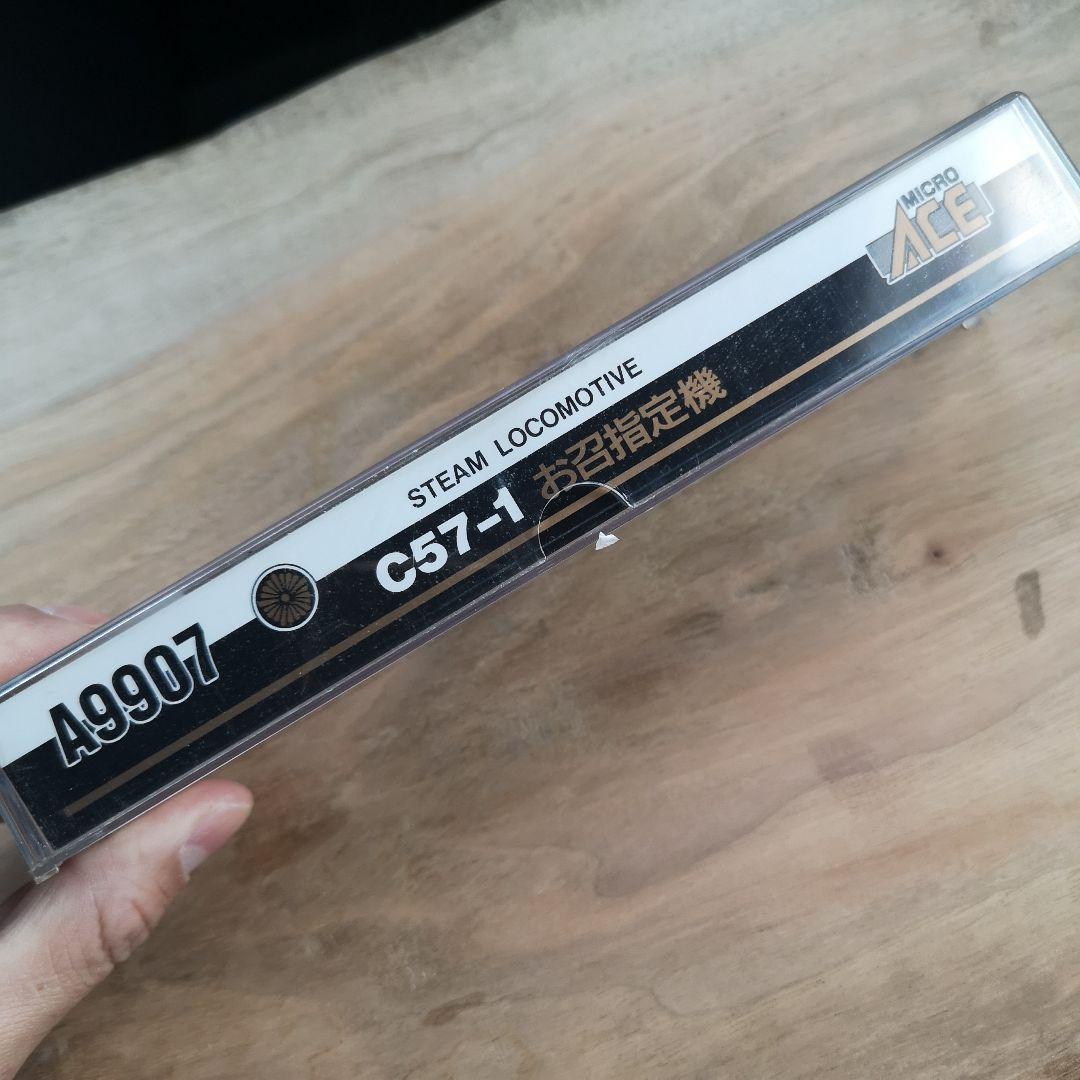 A9907
STEAM LOCOMOTIVE
C57-1 お召指定機
MICRO
ACE